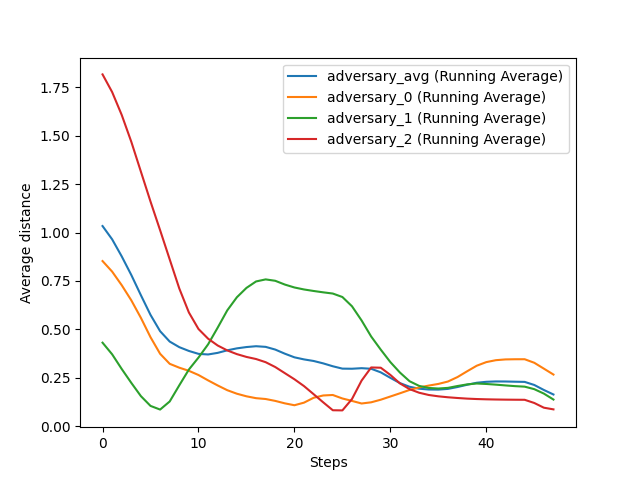 adversary_avg (Running Average)
adversary_0 (Running Average)
adversary_1 (Running Average)
adversary_2 (Running Average)
1.75
1.50
1.25
1.00
0.75
0.50
0.25
0.00
Average distance
0 10 20 30 40
Steps